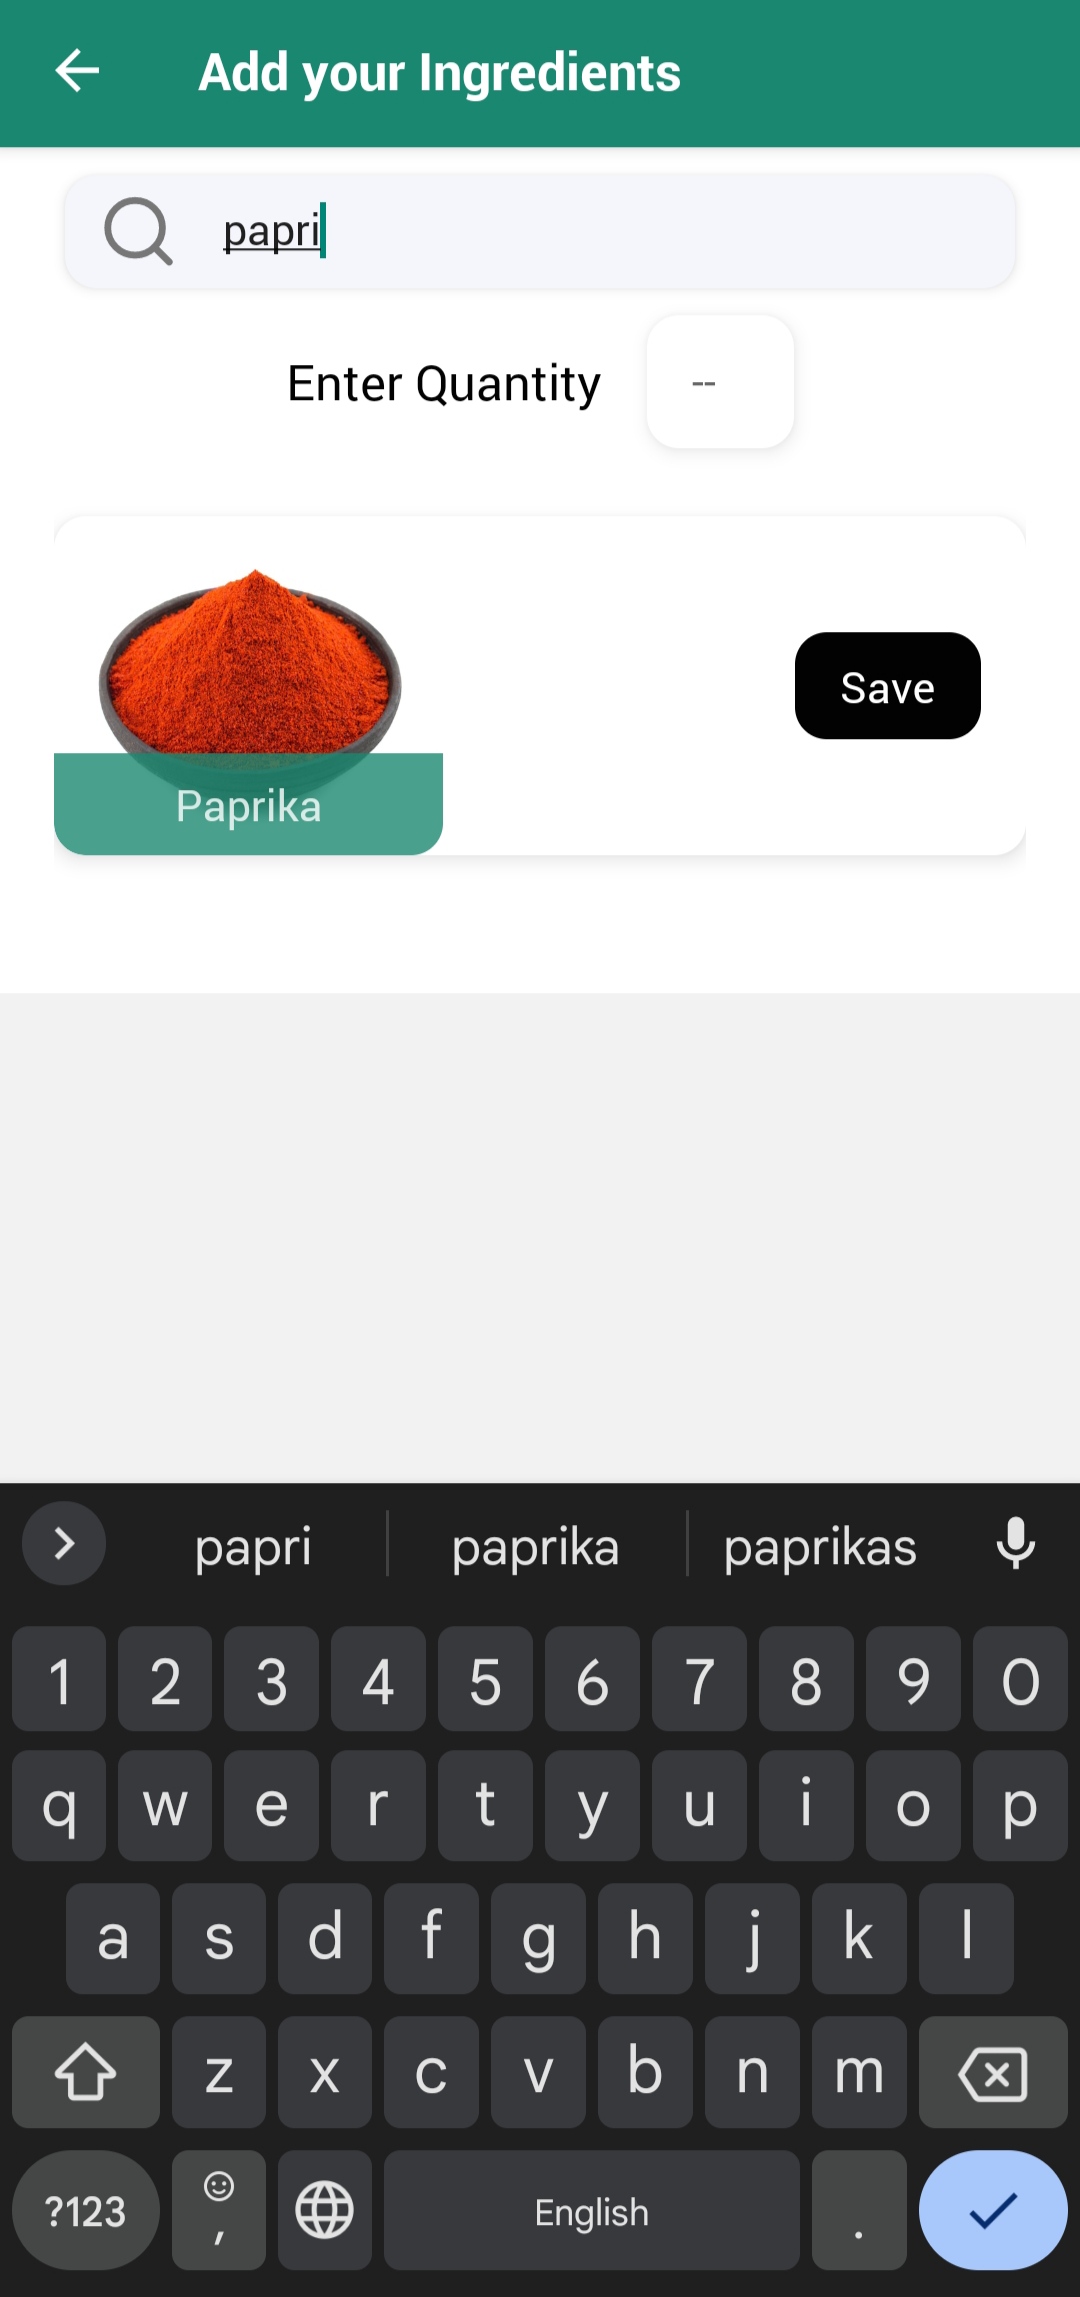 Add your Ingredients
papri
Enter Quantity --
Save
Paprika
papri paprika paprikas
1 2 3 4 5 6 7 8 9 0
q w e r t y u i o p
a s d f g h j k l
z x c v b n m
?123 , English .